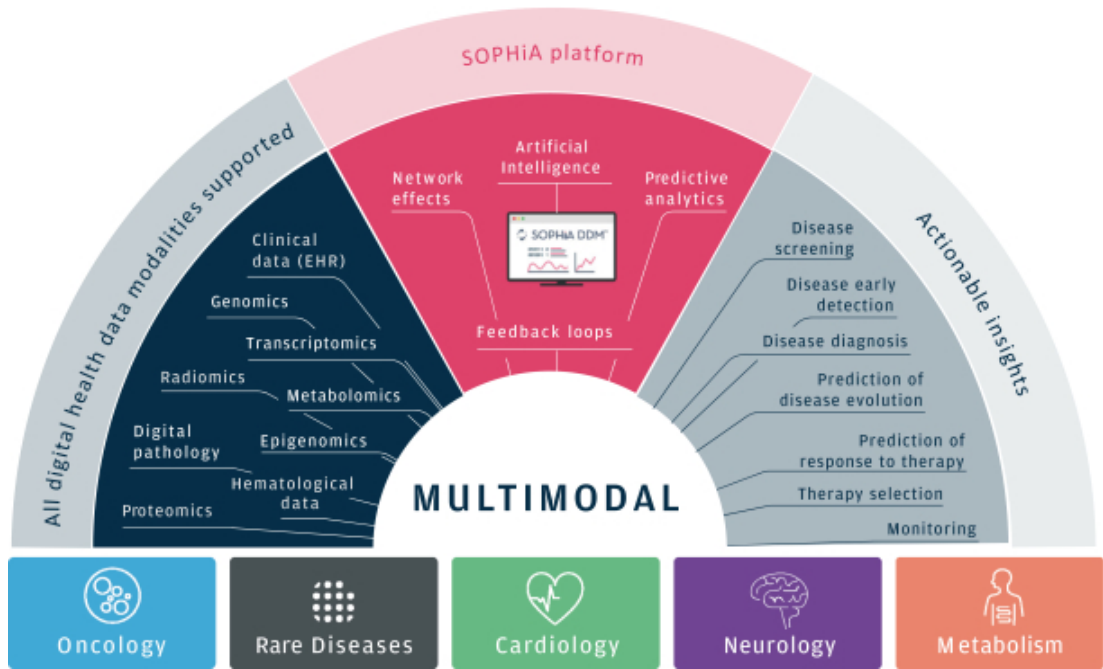 SOPHiA platform
All digital health data modalities supported
Actionable insights
Network
effects
Artificial
Intelligence
Predictive
analytics
SOPHiA DDM™
Feedback loops
Clinical
data (EHR)
Genomics
Transcriptomics
Radiomics
Metabolomics
Digital
pathology
Epigenomics
Hematological
data
Proteomics
Disease
screening
Disease early
detection
Disease diagnosis
Prediction of
disease evolution
Prediction of
response to therapy
Therapy selection
Monitoring
MULTIMODAL
Oncology
Rare Diseases
Cardiology
Neurology
Metabolism